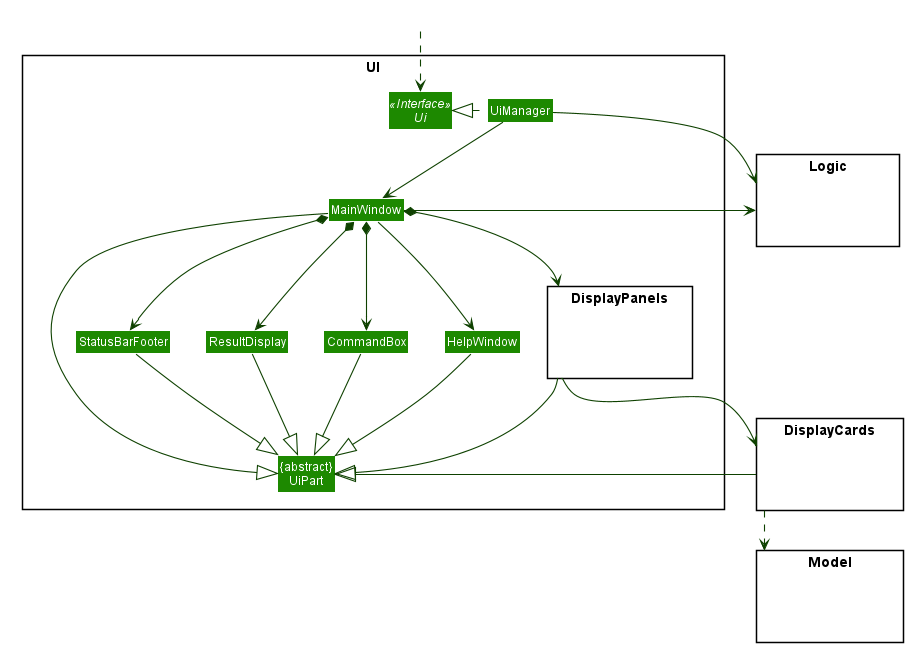 UI
«Interface»
Ui
UiManager
Logic
MainWindow
DisplayPanels
StatusBarFooter
ResultDisplay
CommandBox
HelpWindow
DisplayCards
{abstract}
UiPart
Model